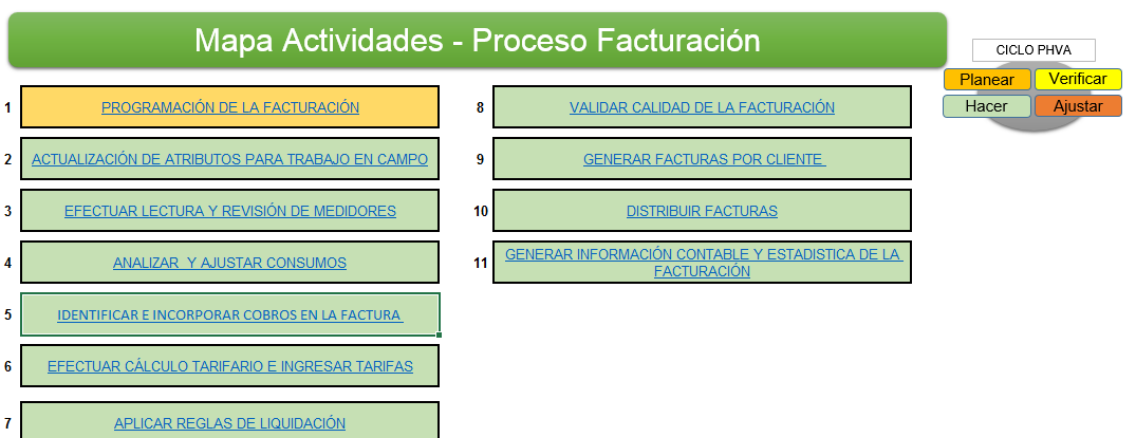 Mapa Actividades - Proceso Facturación
CICLO PHVA
Planear
Verificar
Hacer
Ajustar
1 PROGRAMACIÓN DE LA FACTURACIÓN
2 ACTUALIZACIÓN DE ATRIBUTOS PARA TRABAJO EN CAMPO
3 EFECTUAR LECTURA Y REVISIÓN DE MEDIDORES
4 ANALIZAR Y AJUSTAR CONSUMOS
5 IDENTIFICAR E INCORPORAR COBROS EN LA FACTURA
6 EFECTUAR CÁLCULO TARIFARIO E INGRESAR TARIFAS
7 APLICAR REGLAS DE LIQUIDACIÓN
8 VALIDAR CALIDAD DE LA FACTURACIÓN
9 GENERAR FACTURAS POR CLIENTE
10 DISTRIBUIR FACTURAS
11 GENERAR INFORMACIÓN CONTABLE Y ESTADISTICA DE LA
FACTURACIÓN